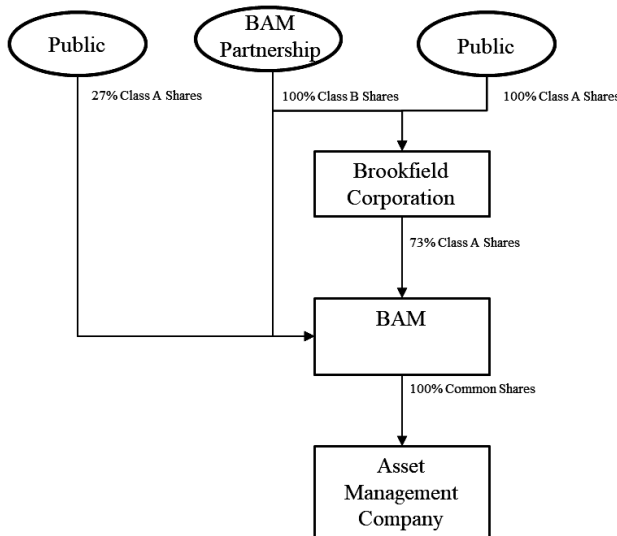 Public
BAM
Partnership
Public
27% Class A Shares
100% Class B Shares
100% Class A Shares
Brookfield
Corporation
73% Class A Shares
BAM
100% Common Shares
Asset
Management
Company